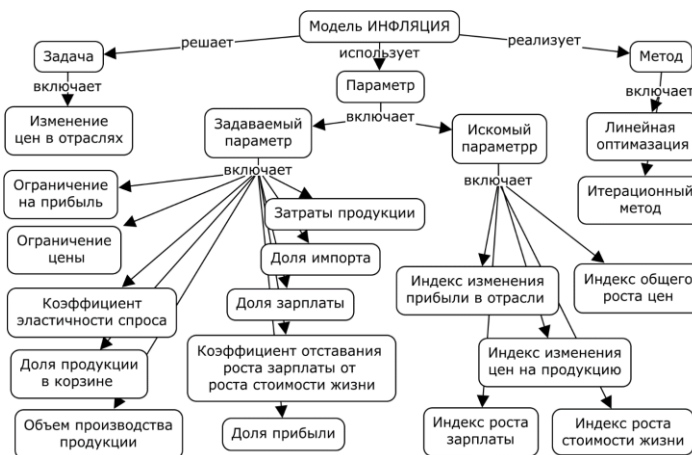 Модель ИНФЛЯЦИЯ
решает
использует
реализует
Задача
Параметр
Метод
включает
включает
включает
Изменение
цен в отраслях
Задаваемый
параметр
Искомый
параметрр
Линейная
оптимазация
включает
включает
Итерационный
метод
Ограничение
на прибыль
Ограничение
цены
Коэффициент
эластичности спроса
Доля продукции
в корзине
Объем производства
продукции
Затраты продукции
Доля импорта
Доля зарплаты
Коэффициент отставания
роста зарплаты от
роста стоимости жизни
Доля прибыли
Индекс изменения
прибыли в отрасли
Индекс общего
роста цен
Индекс изменения
цен на продукцию
Индекс роста
зарплаты
Индекс роста
стоимости жизни